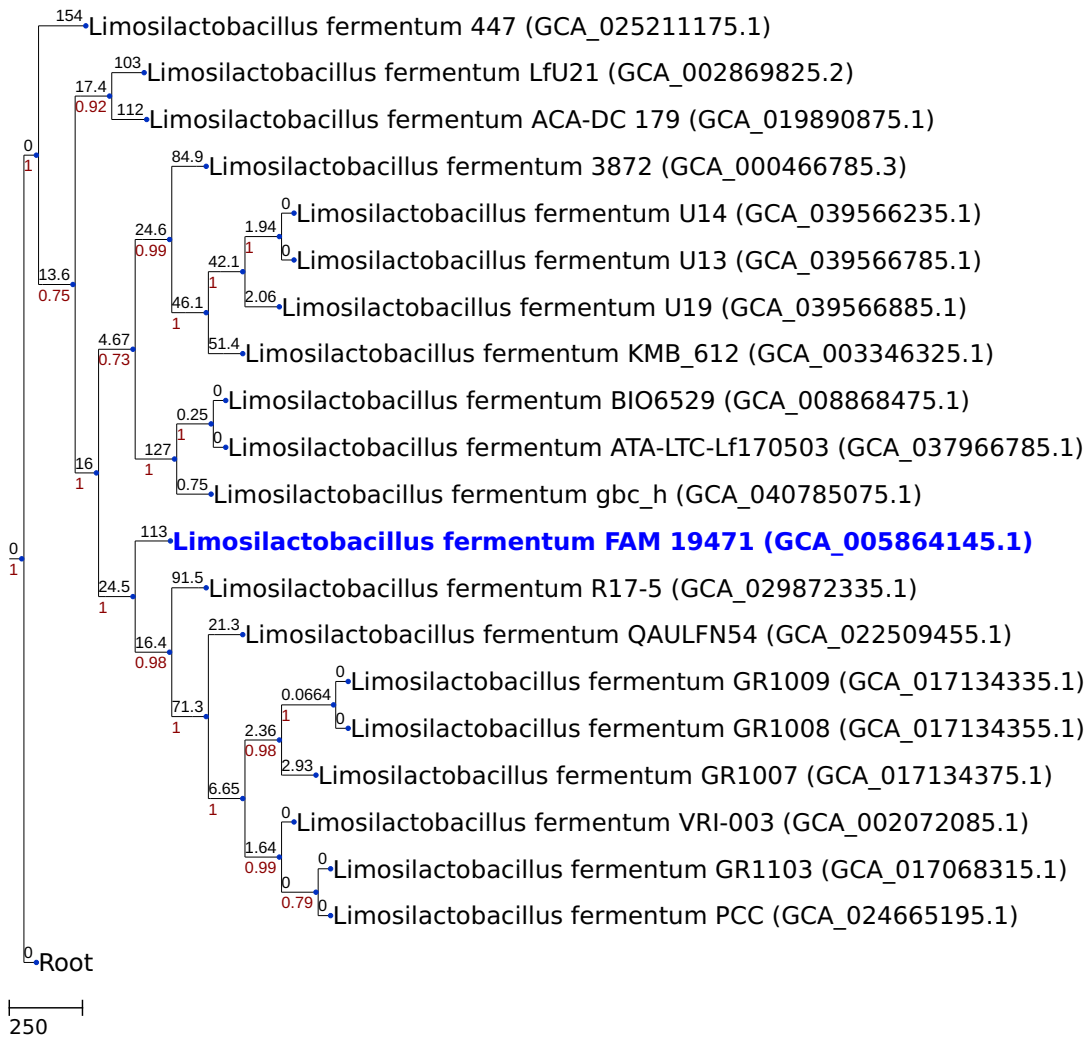 154
Limosilactobacillus fermentum 447 (GCA_025211175.1)
103
Limosilactobacillus fermentum LfU21 (GCA_002869825.2)
17.4
0.92
112
Limosilactobacillus fermentum ACA-DC 179 (GCA_019890875.1)
0
1
84.9
Limosilactobacillus fermentum 3872 (GCA_000466785.3)
0
Limosilactobacillus fermentum U14 (GCA_039566235.1)
24.6
0.99
1.94
1
0
Limosilactobacillus fermentum U13 (GCA_039566785.1)
13.6
0.75
42.1
1
2.06
Limosilactobacillus fermentum U19 (GCA_039566885.1)
46.1
1
4.67
0.73
51.4
Limosilactobacillus fermentum KMB_612 (GCA_003346325.1)
0
Limosilactobacillus fermentum BIO6529 (GCA_008868475.1)
0.25
1
0
Limosilactobacillus fermentum ATA-LTC-Lf170503 (GCA_037966785.1)
127
1
16
1
0.75
Limosilactobacillus fermentum gbc_h (GCA_040785075.1)
113
Limosilactobacillus fermentum FAM 19471 (GCA_005864145.1)
0
1
24.5
1
91.5
Limosilactobacillus fermentum R17-5 (GCA_029872335.1)
21.3
Limosilactobacillus fermentum QAULFN54 (GCA_022509455.1)
16.4
0.98
0
Limosilactobacillus fermentum GR1009 (GCA_017134335.1)
0.0664
1
71.3
1
0
Limosilactobacillus fermentum GR1008 (GCA_017134355.1)
2.36
0.98
2.93
Limosilactobacillus fermentum GR1007 (GCA_017134375.1)
6.65
1
0
Limosilactobacillus fermentum VRI-003 (GCA_002072085.1)
1.64
0.99
0
Limosilactobacillus fermentum GR1103 (GCA_017068315.1)
0
0.79
0
Limosilactobacillus fermentum PCC (GCA_024665195.1)
0
Root
250